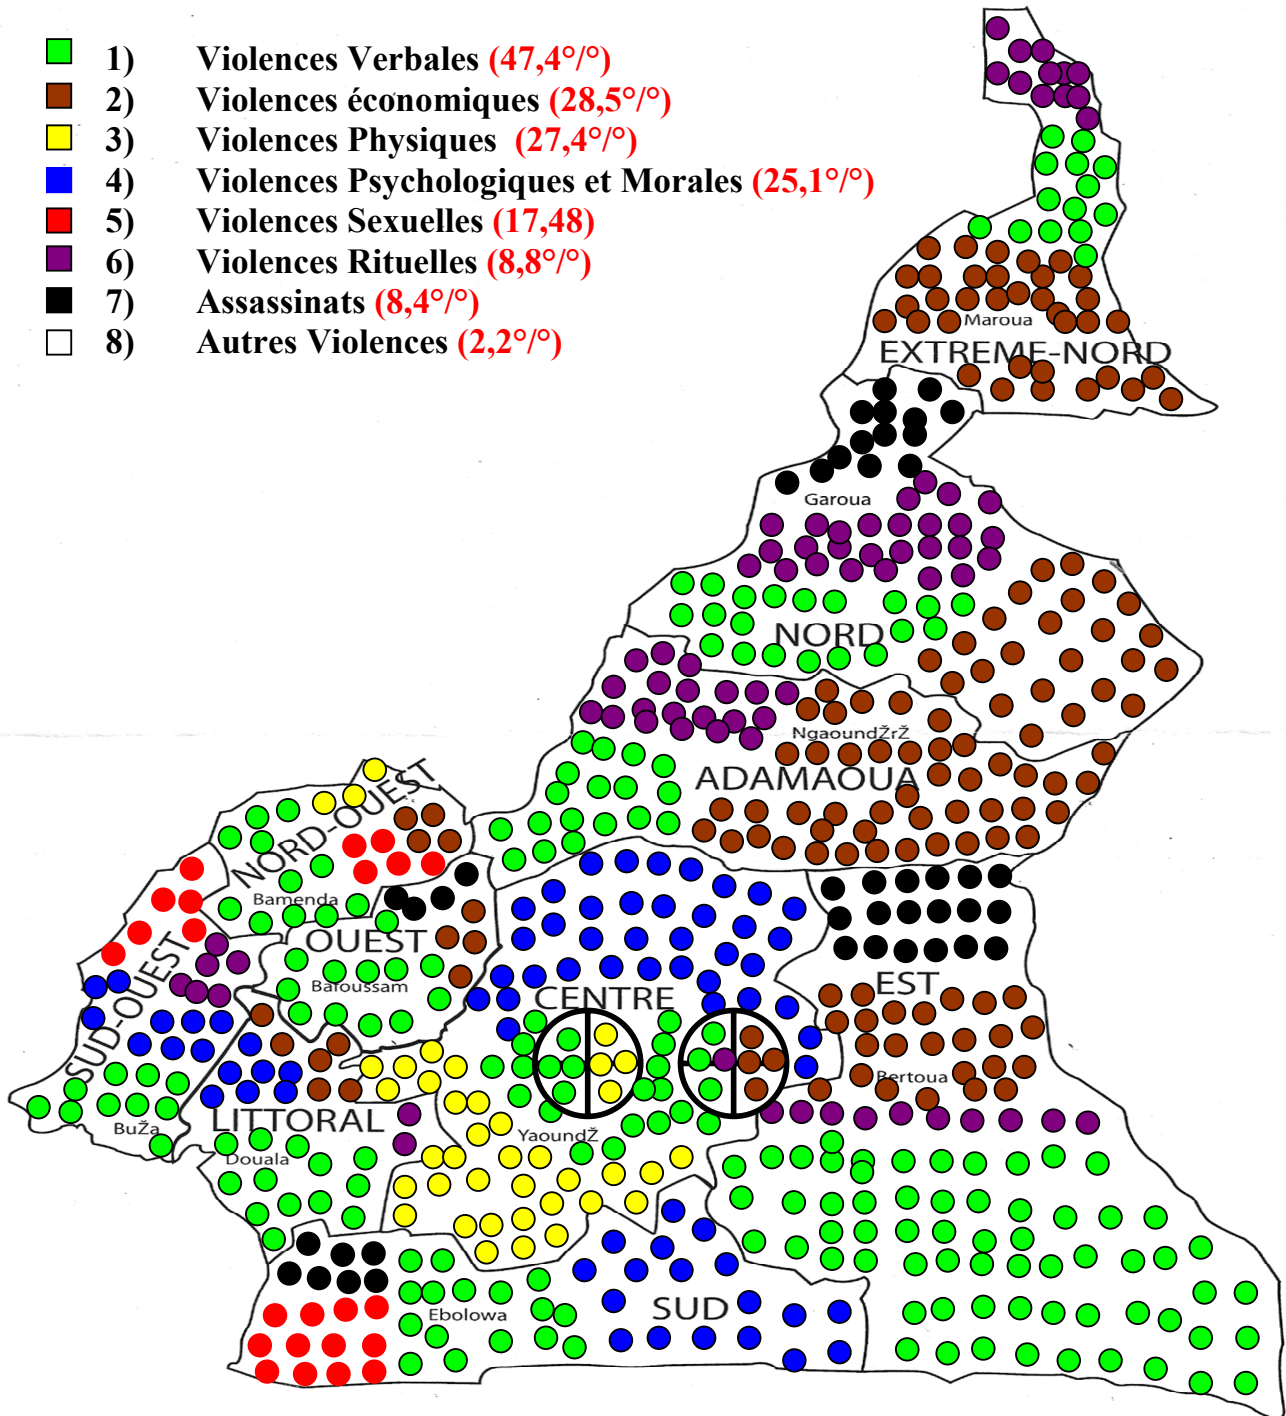 1) Violences Verbales (47,4°/°)
2) Violences économiques (28,5°/°)
3) Violences Physiques (27,4°/°)
4) Violences Psychologiques et Morales (25,1°/°)
5) Violences Sexuelles (17,48)
6) Violences Rituelles (8,8°/°)
7) Assassinats (8,4°/°)
8) Autres Violences (2,2°/°)
Maroua
EXTREME-NORD
Garoua
NORD
NgaoundŽrŽ
ADAMAOUA
NORD-OUEST
Bamenda
OUEST
Bafoussam
SUD-OUEST
BuŽa
CENTRE
YaoundŽ
EST
Bertoua
LITTORAL
Douala
Ebolowa
SUD